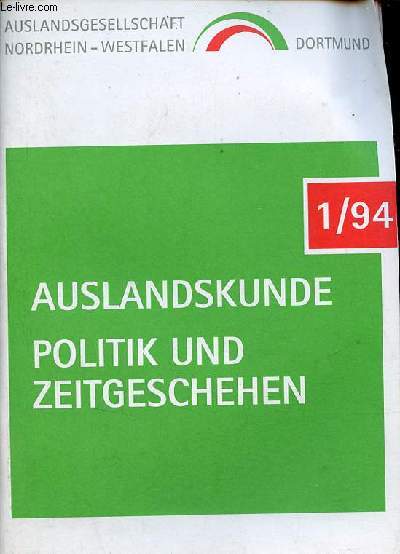 Le-livre.com
AUSLANDSGESELLSCHAFT
NORDRHEIN – WESTFALEN DORTMUND
1/94
AUSLANDSKUNDE
POLITIK UND
ZEITGESCHEHEN